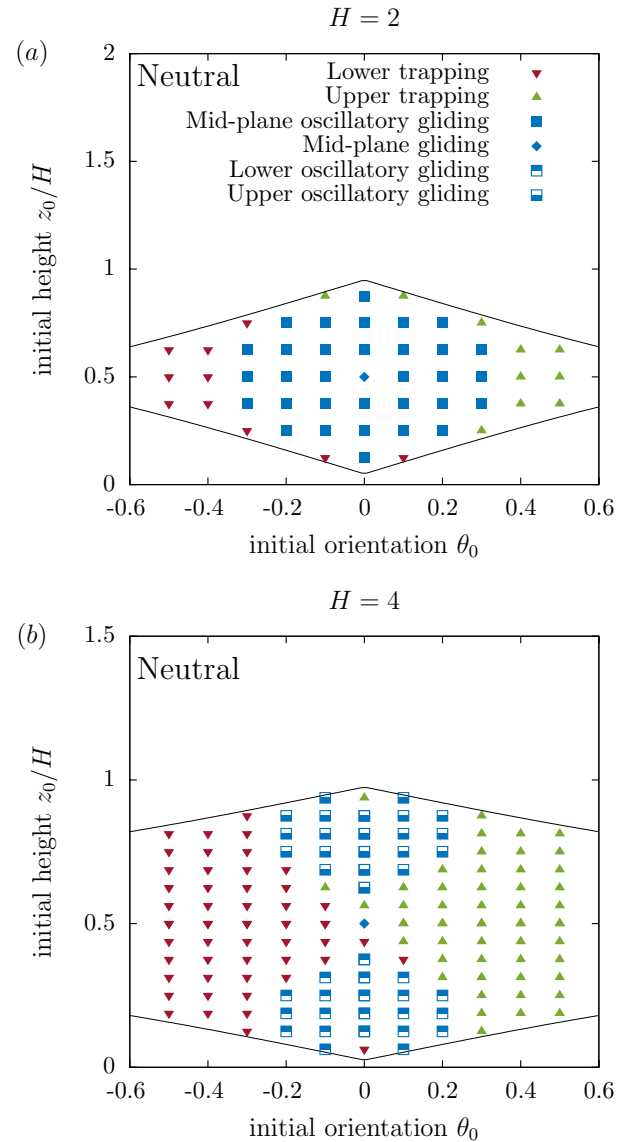 H = 2
(a)
Neutral
Lower trapping
Upper trapping
Mid-plane oscillatory gliding
Mid-plane gliding
Lower oscillatory gliding
Upper oscillatory gliding
2
1.5
1
0.5
0
initial height z₀/H
-0.6 -0.4 -0.2 0 0.2 0.4 0.6
initial orientation θ₀
H = 4
(b)
Neutral
1.5
1
0.5
0
initial height z₀/H
-0.6 -0.4 -0.2 0 0.2 0.4 0.6
initial orientation θ₀